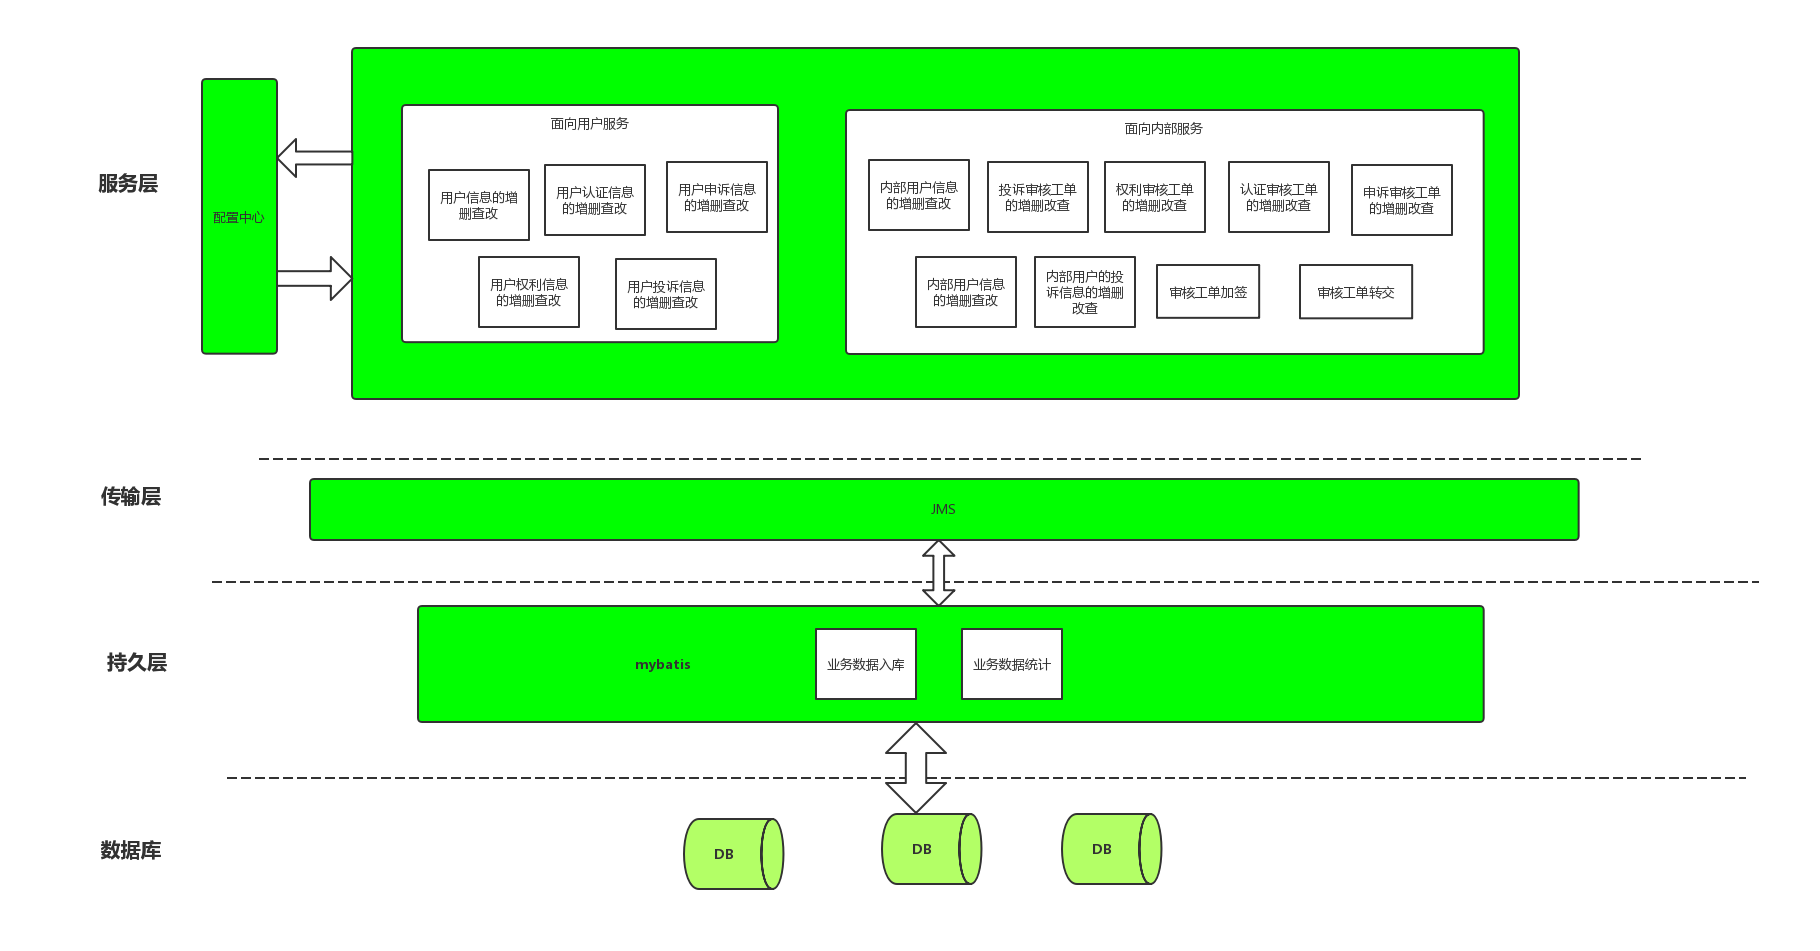 服务层
配置中心
面向用户服务
用户信息的增
删查改
用户认证信息
的增删查改
用户申诉信息
的增删查改
用户权利信息
的增删查改
用户投诉信息
的增删查改
面向内部服务
内部用户信息
的增删查改
投诉审核工单
的增删改查
权利审核工单
的增删改查
认证审核工单
的增删改查
申诉审核工单
的增删改查
内部用户信息
的增删查改
内部用户的投
诉信息的增删
改查
审核工单加签
审核工单转交
传输层
JMS
持久层
mybatis
业务数据入库
业务数据统计
数据库
DB
DB
DB